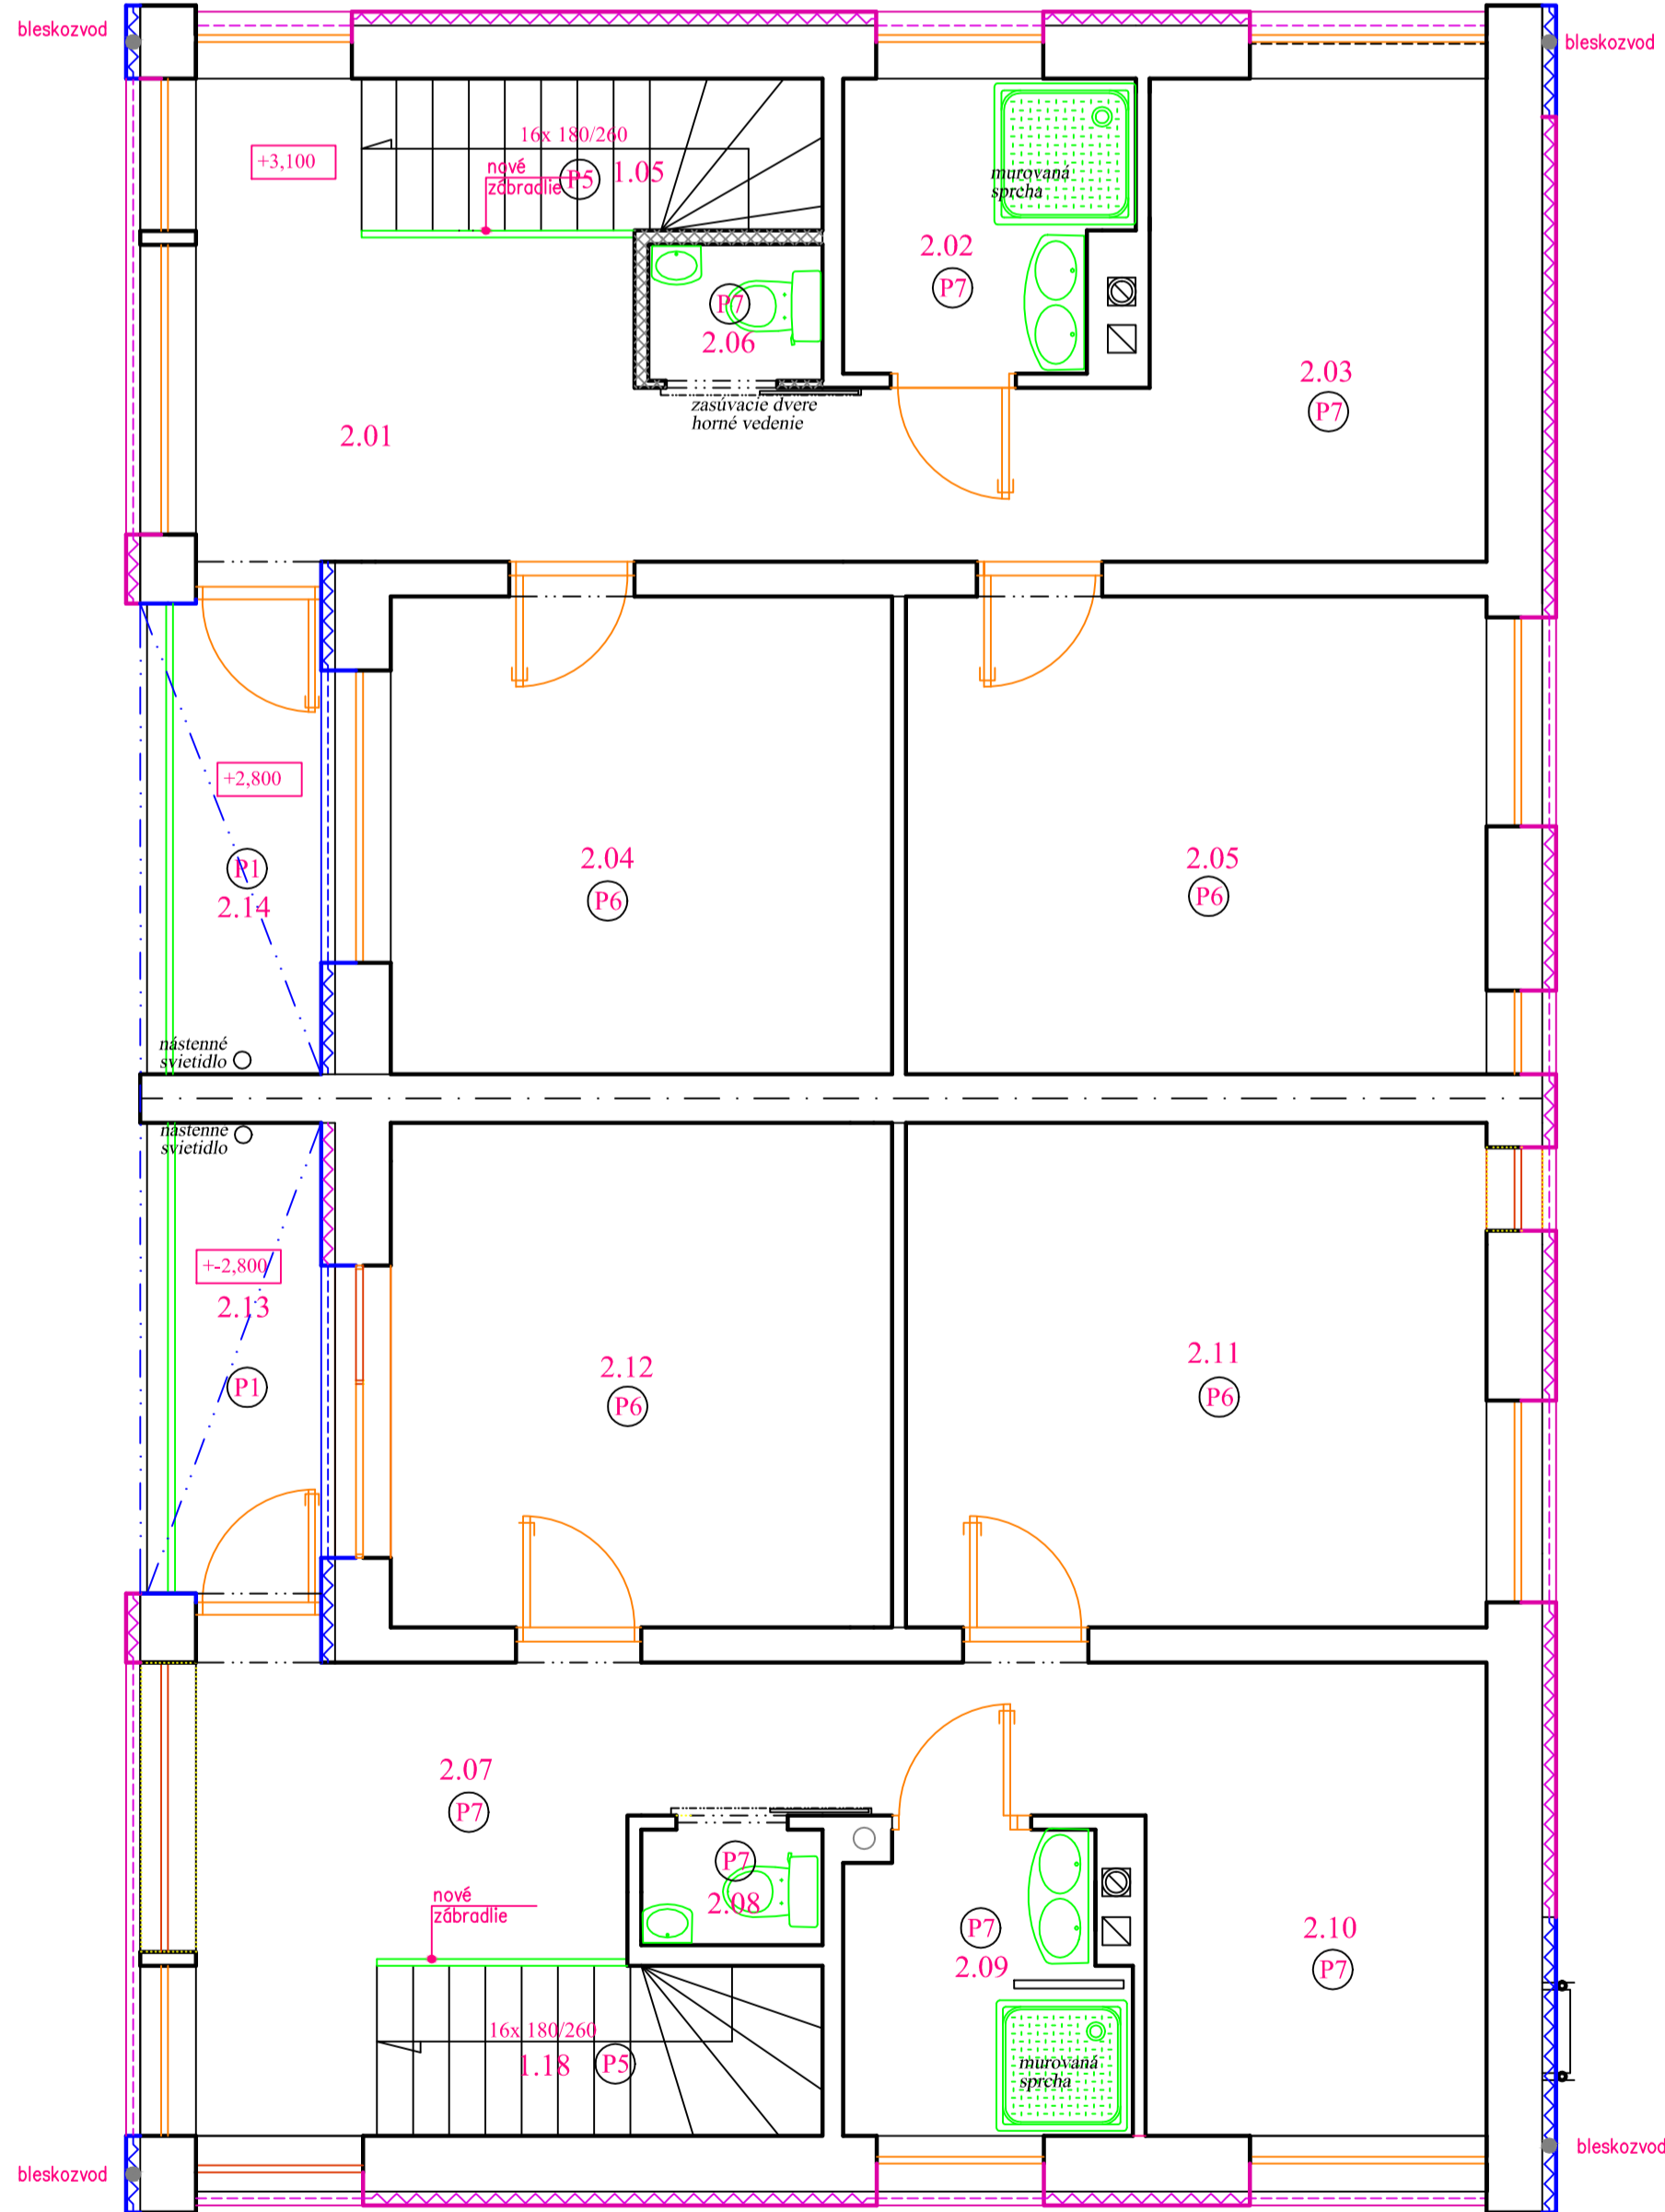 bleskozvod
bleskozvod
16x 180/260
+3,100
nové
zábradlie
P5
1.05
murovaná
sprcha
2.02
P7
P7
2.06
2.03
P7
zasúvacie dvere
horné vedenie
2.01
+2,800
P1
2.14
2.04
P6
2.05
P6
nástenné
svietidlo
nástenné
svietidlo
+-2,800
2.13
P1
2.12
P6
2.11
P6
2.07
P7
P7
2.08
nové
zábradlie
P7
2.09
2.10
P7
16x 180/260
1.18
P5
murovaná
sprcha
bleskozvod
bleskozvod